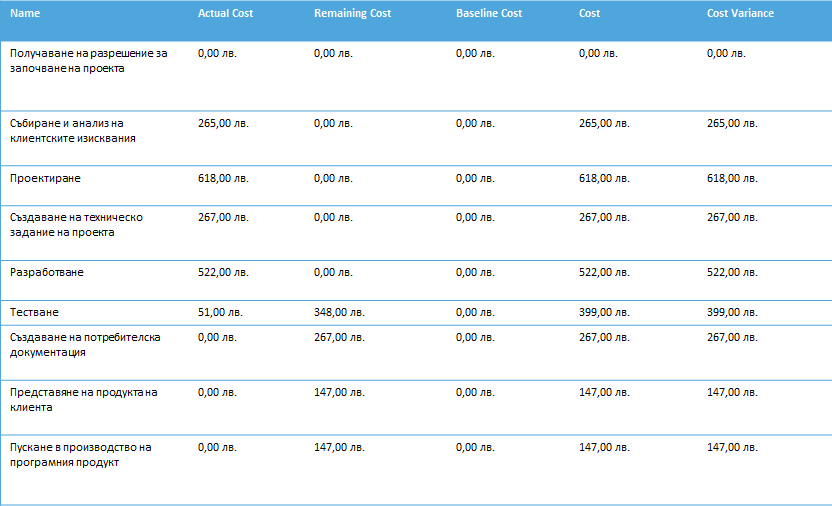 Name Actual Cost Remaining Cost Baseline Cost Cost Cost Variance
Получаване на разрешение за 0,00 лв. 0,00 лв. 0,00 лв. 0,00 лв. 0,00 лв.
започване на проекта
Събиране и анализ на 265,00 лв. 0,00 лв. 0,00 лв. 265,00 лв. 265,00 лв.
клиентските изисквания
Проектиране 618,00 лв. 0,00 лв. 0,00 лв. 618,00 лв. 618,00 лв.
Създаване на техническо 267,00 лв. 0,00 лв. 0,00 лв. 267,00 лв. 267,00 лв.
задание на проекта
Разработване 522,00 лв. 0,00 лв. 0,00 лв. 522,00 лв. 522,00 лв.
Тестване 51,00 лв. 348,00 лв. 0,00 лв. 399,00 лв. 399,00 лв.
Създаване на потребителска 0,00 лв. 267,00 лв. 0,00 лв. 267,00 лв. 267,00 лв.
документация
Представяне на продукта на 0,00 лв. 147,00 лв. 0,00 лв. 147,00 лв. 147,00 лв.
клиента
Пускане в производство на 0,00 лв. 147,00 лв. 0,00 лв. 147,00 лв. 147,00 лв.
програмния продукт